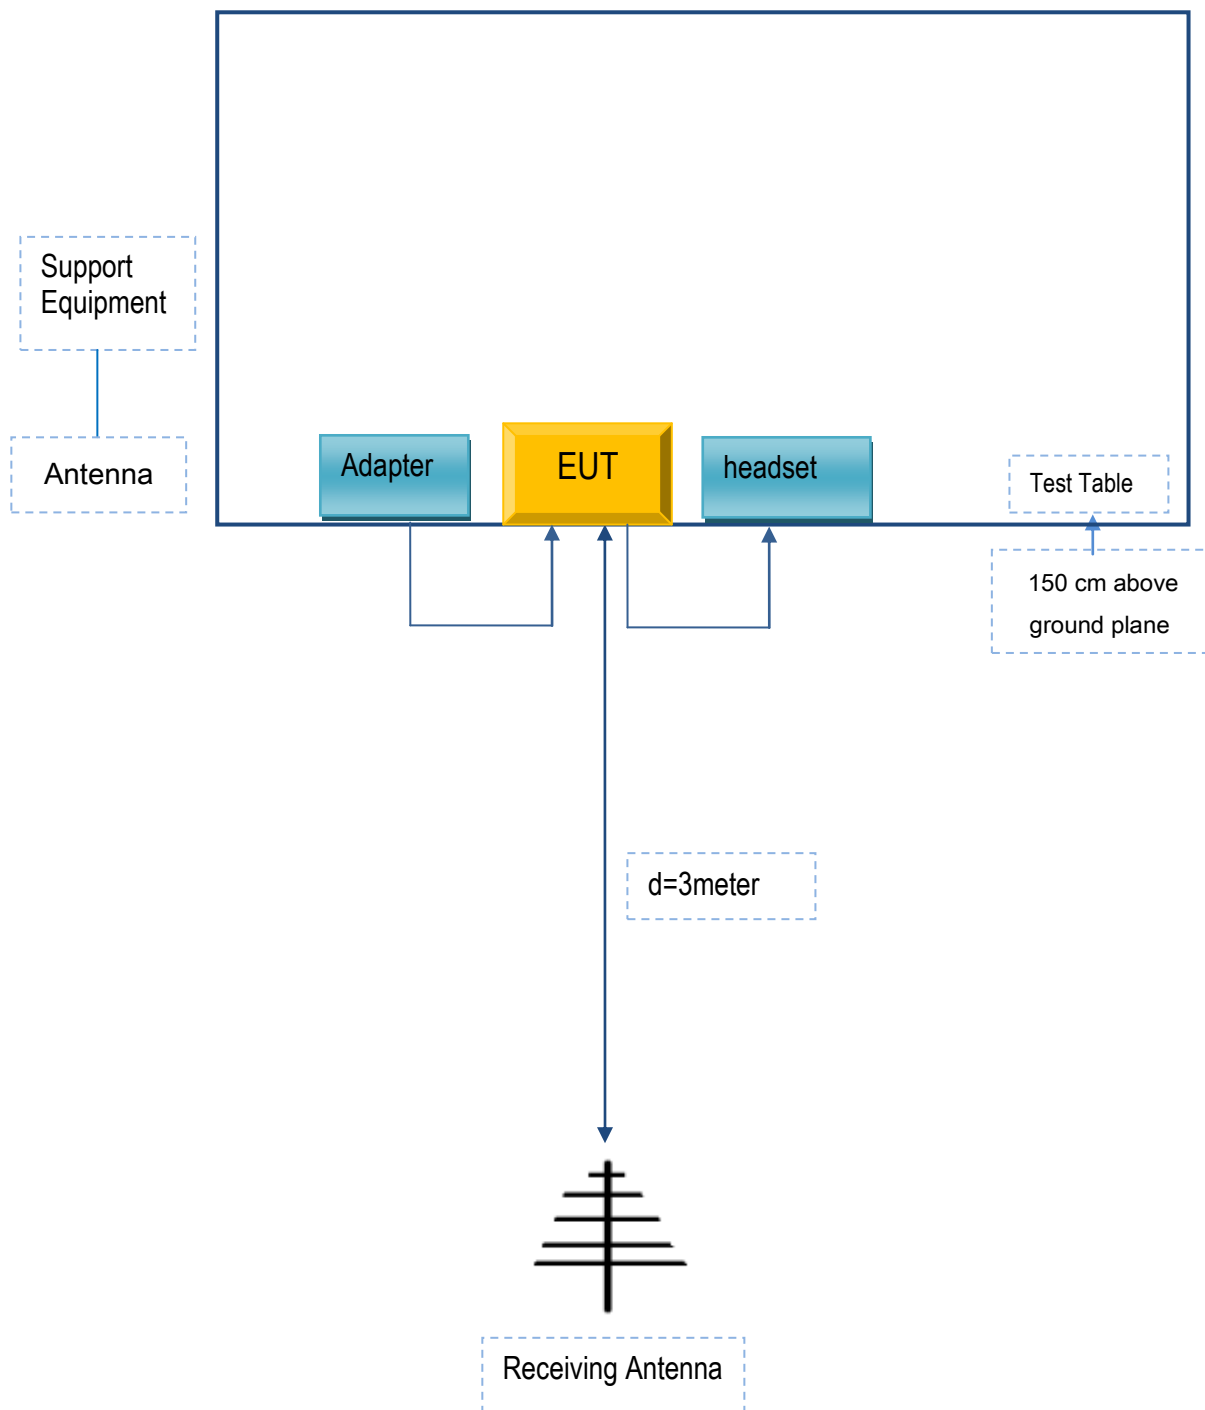 Support
Equipment
Antenna
Adapter
EUT
headset
Test Table
150 cm above
ground plane
d=3meter
Receiving Antenna